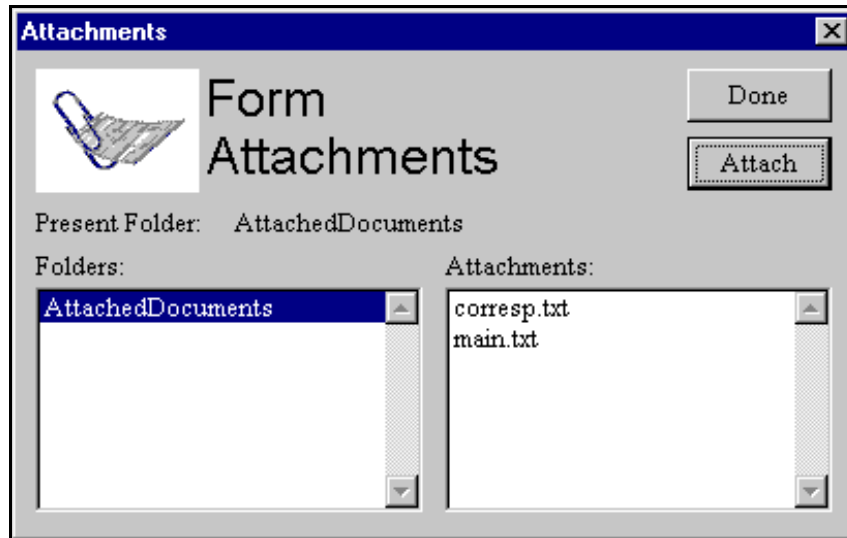 Attachments
Form
Attachments
Done
Attach
Present Folder: AttachedDocuments
Folders:
AttachedDocuments
Attachments:
corresp.txt
main.txt